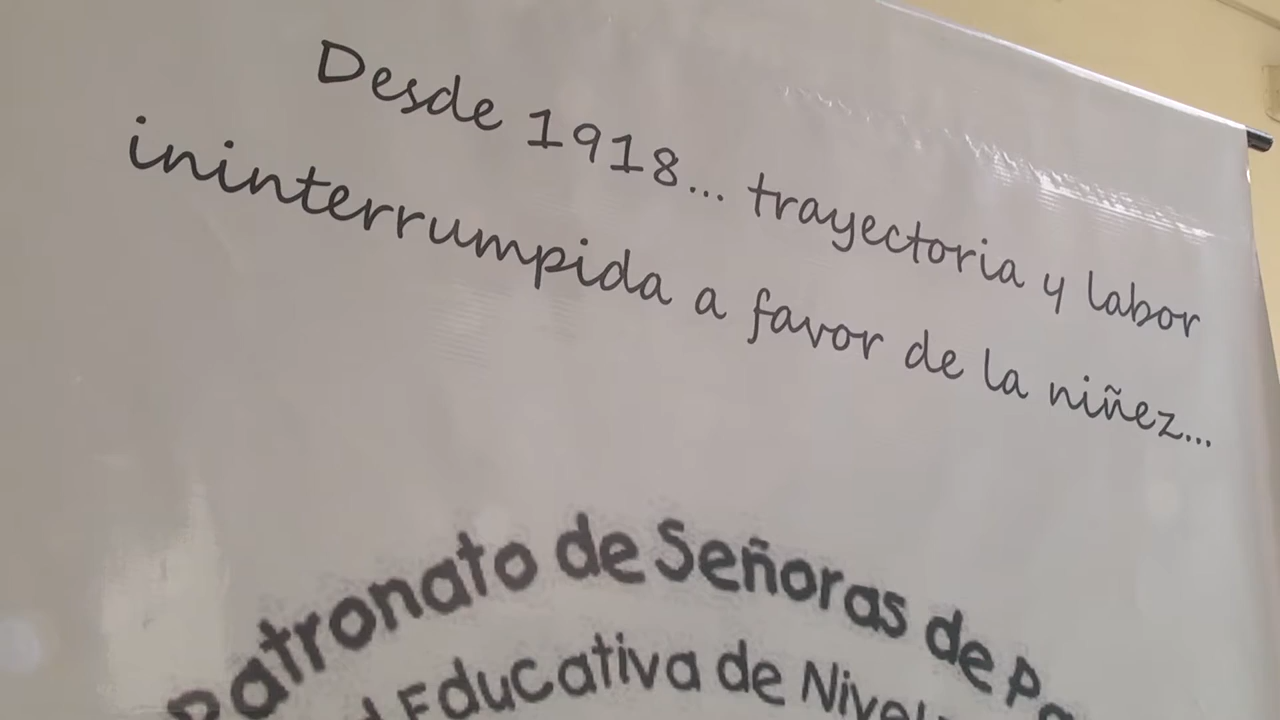 Desde 1918... trayectoria y labor
ininterrumpida a favor de la niñez...
Patronato de Señoras de
Educativa de